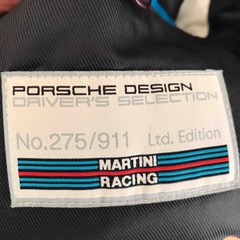 PORSCHE DESIGN
DRIVER'S SELECTION
No.275/911 Ltd. Edition
MARTINI
RACING